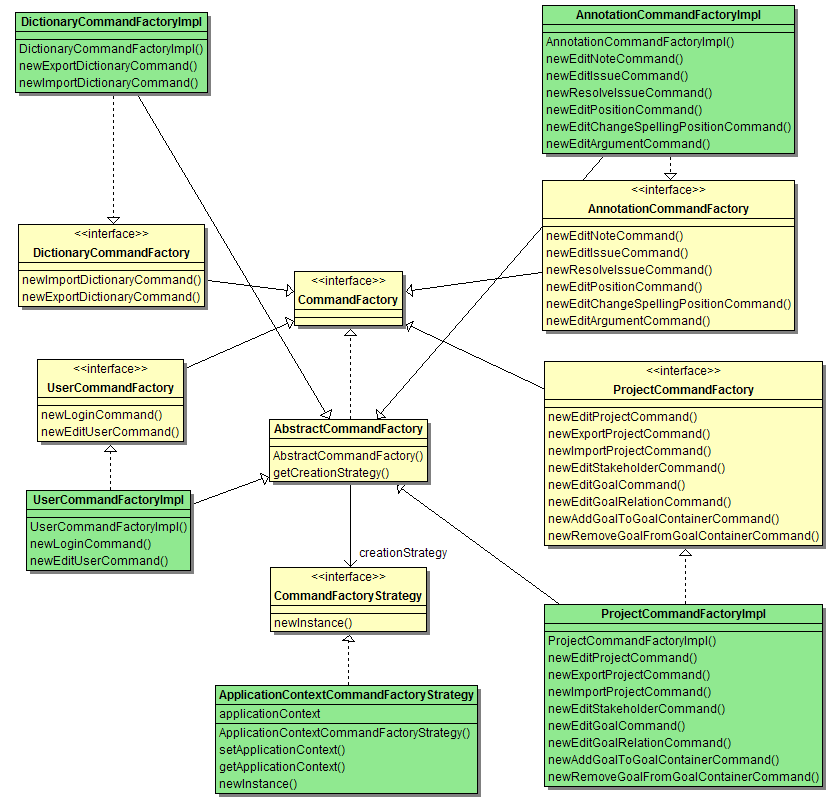 DictionaryCommandFactoryImpl
DictionaryCommandFactoryImpl()
newExportDictionaryCommand()
newImportDictionaryCommand()
AnnotationCommandFactoryImpl
AnnotationCommandFactoryImpl()
newEditNoteCommand()
newEditIssueCommand()
newResolveIssueCommand()
newEditPositionCommand()
newEditChangeSpellingPositionCommand()
newEditArgumentCommand()
<<interface>>
DictionaryCommandFactory
newImportDictionaryCommand()
newExportDictionaryCommand()
<<interface>>
CommandFactory
<<interface>>
AnnotationCommandFactory
newEditNoteCommand()
newEditIssueCommand()
newResolveIssueCommand()
newEditPositionCommand()
newEditChangeSpellingPositionCommand()
newEditArgumentCommand()
<<interface>>
UserCommandFactory
newLoginCommand()
newEditUserCommand()
AbstractCommandFactory
AbstractCommandFactory()
getCreationStrategy()
<<interface>>
ProjectCommandFactory
newEditProjectCommand()
newExportProjectCommand()
newImportProjectCommand()
newEditStakeholderCommand()
newEditGoalCommand()
newEditGoalRelationCommand()
newAddGoalToGoalContainerCommand()
newRemoveGoalFromGoalContainerCommand()
UserCommandFactoryImpl
UserCommandFactoryImpl()
newLoginCommand()
newEditUserCommand()
creationStrategy
<<interface>>
CommandFactoryStrategy
newInstance()
ApplicationContextCommandFactoryStrategy
applicationContext
ApplicationContextCommandFactoryStrategy()
setApplicationContext()
getApplicationContext()
newInstance()
ProjectCommandFactoryImpl
ProjectCommandFactoryImpl()
newEditProjectCommand()
newExportProjectCommand()
newImportProjectCommand()
newEditStakeholderCommand()
newEditGoalCommand()
newEditGoalRelationCommand()
newAddGoalToGoalContainerCommand()
newRemoveGoalFromGoalContainerCommand()